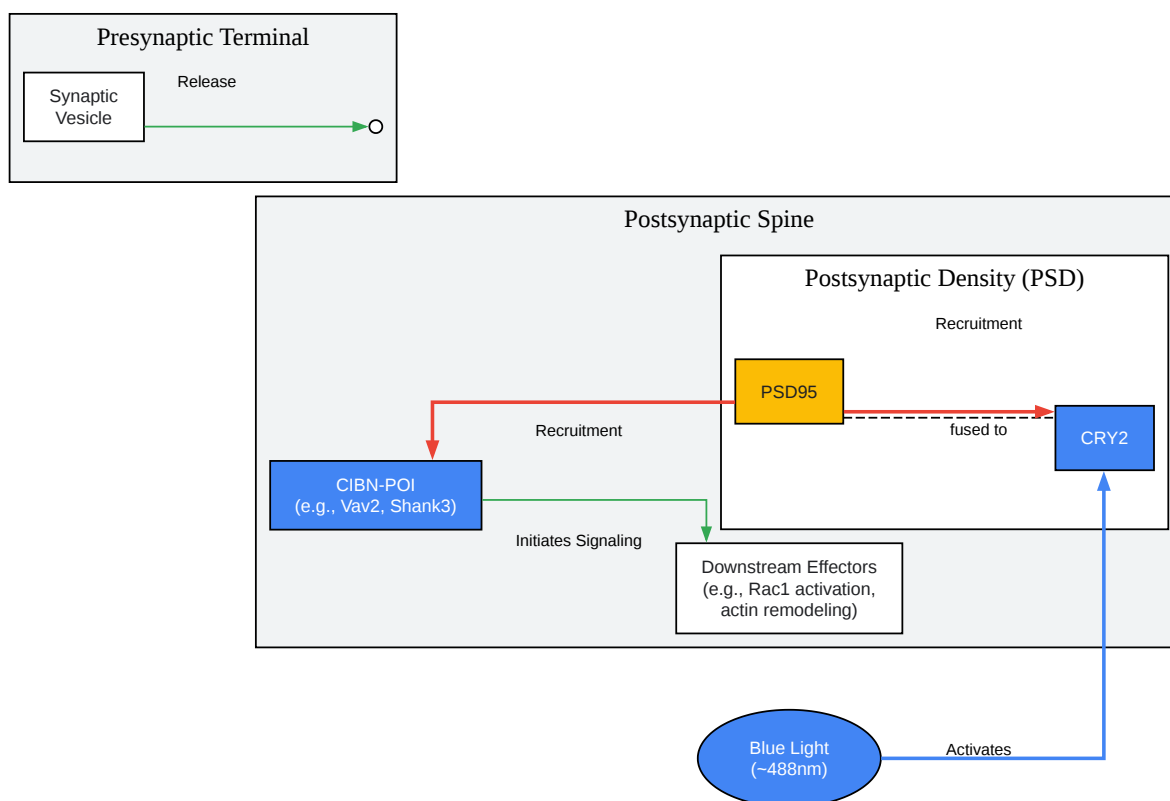 Presynaptic Terminal
Release
Synaptic
Vesicle
Postsynaptic Spine
Postsynaptic Density (PSD)
Recruitment
PSD95
fused to
CRY2
Recruitment
CIBN-POI
(e.g., Vav2, Shank3)
Initiates Signaling
Downstream Effectors
(e.g., Rac1 activation,
actin remodeling)
Blue Light
(~488nm)
Activates